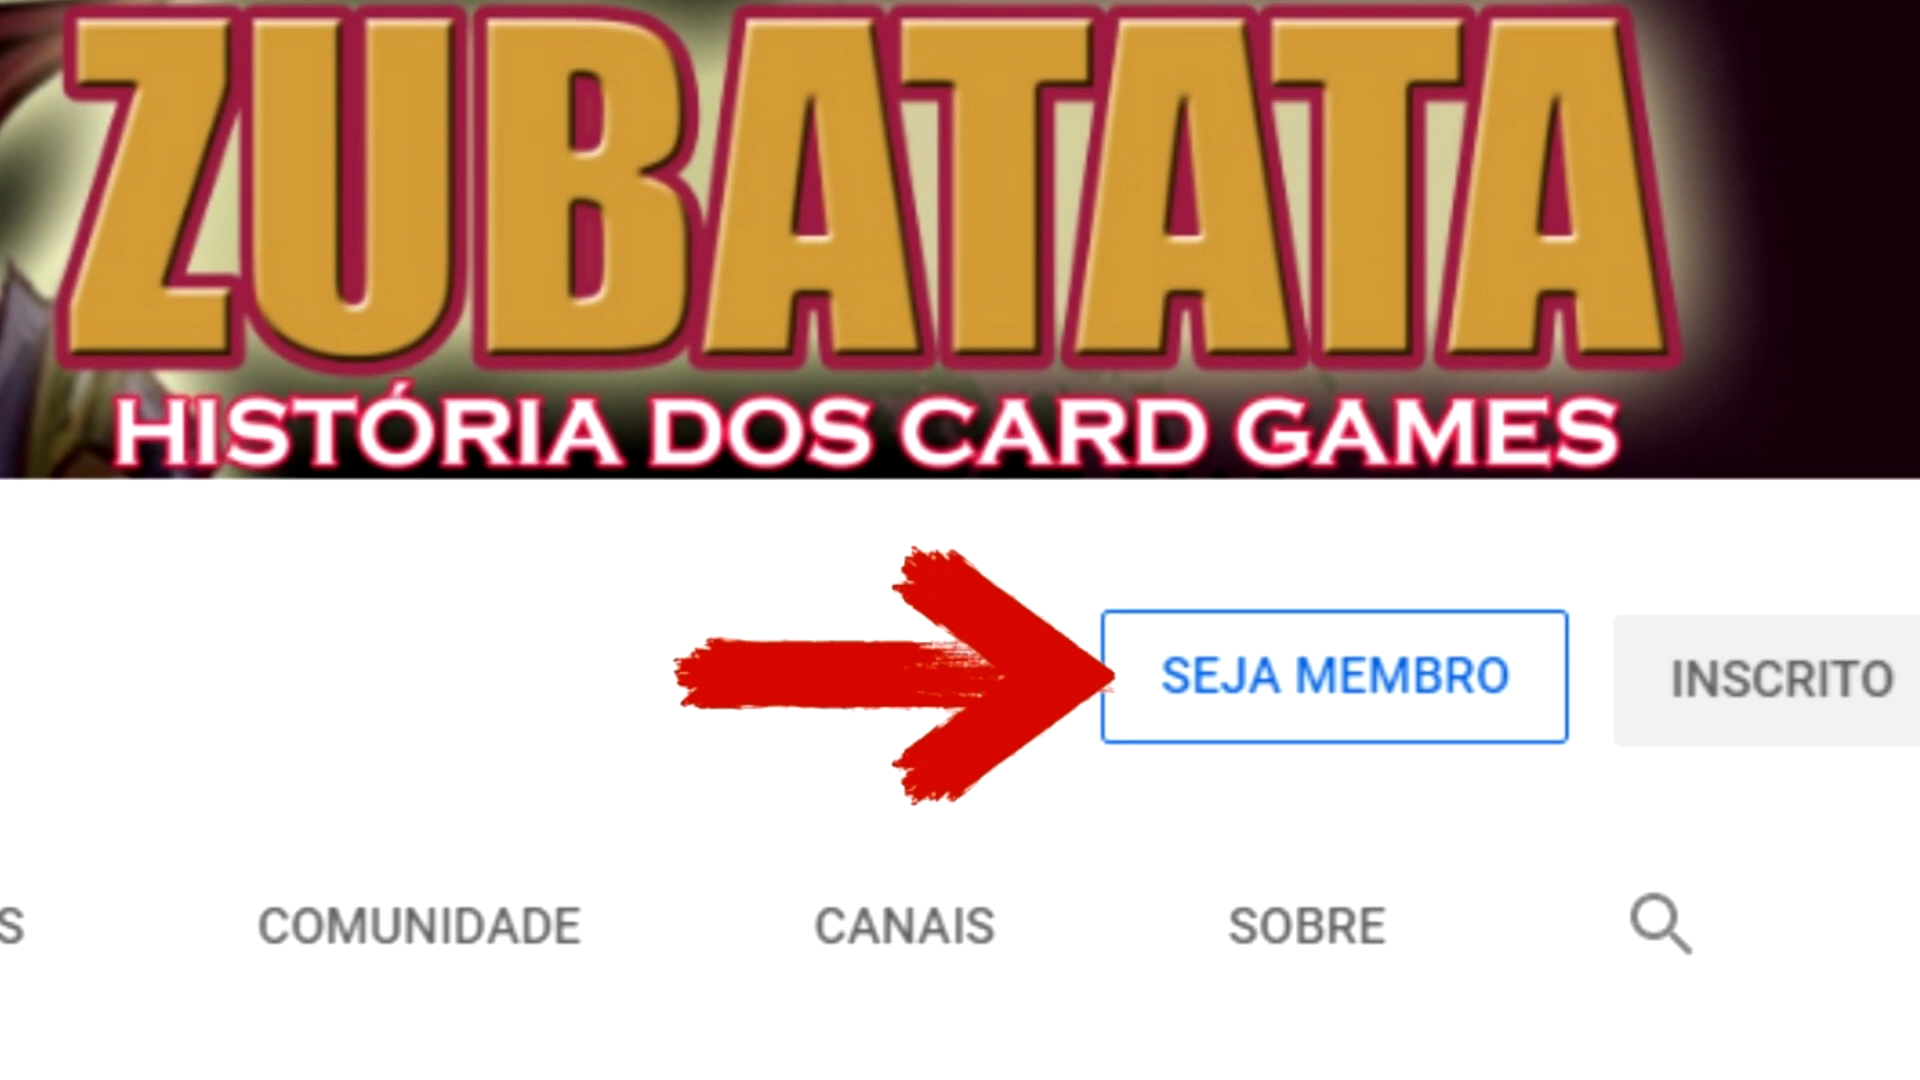 ZUBATATA
HISTÓRIA DOS CARD GAMES
SEJA MEMBRO
INSCRITO
S COMUNIDADE CANAIS SOBRE